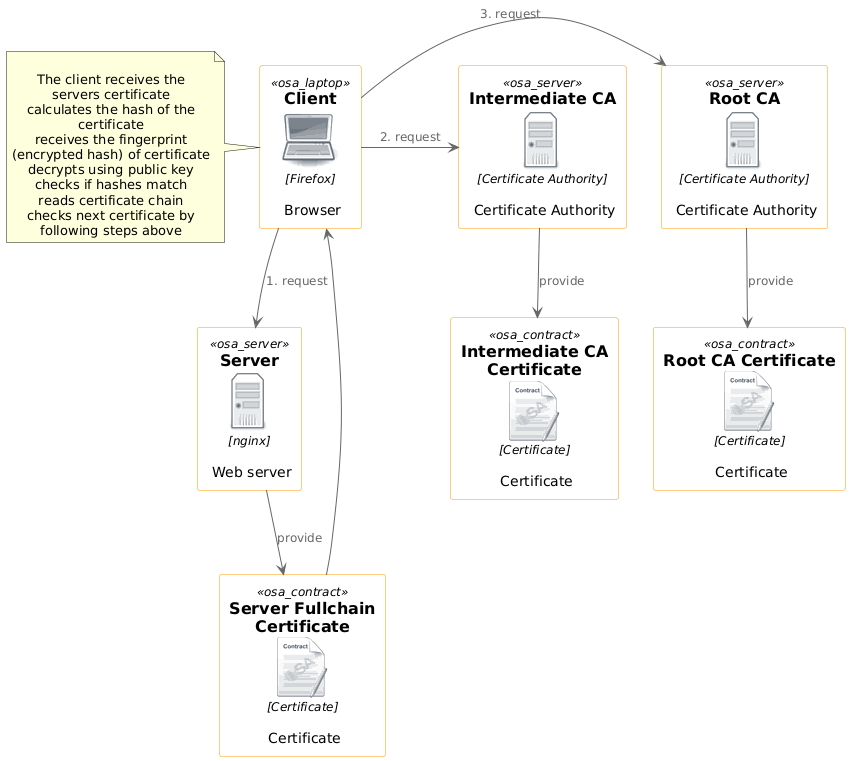 3. request
The client receives the
servers certificate
calculates the hash of the
certificate
receives the fingerprint
(encrypted hash) of certificate
decrypts using public key
checks if hashes match
reads certificate chain
checks next certificate by
following steps above
«osa_laptop»
Client
[Firefox]
Browser
2. request
«osa_server»
Intermediate CA
[Certificate Authority]
Certificate Authority
«osa_server»
Root CA
[Certificate Authority]
Certificate Authority
1. request
provide
provide
«osa_server»
Server
[nginx]
Web server
«osa_contract»
Intermediate CA
Certificate
Contract
[Certificate]
Certificate
«osa_contract»
Root CA Certificate
Contract
[Certificate]
Certificate
provide
«osa_contract»
Server Fullchain
Certificate
Contract
[Certificate]
Certificate